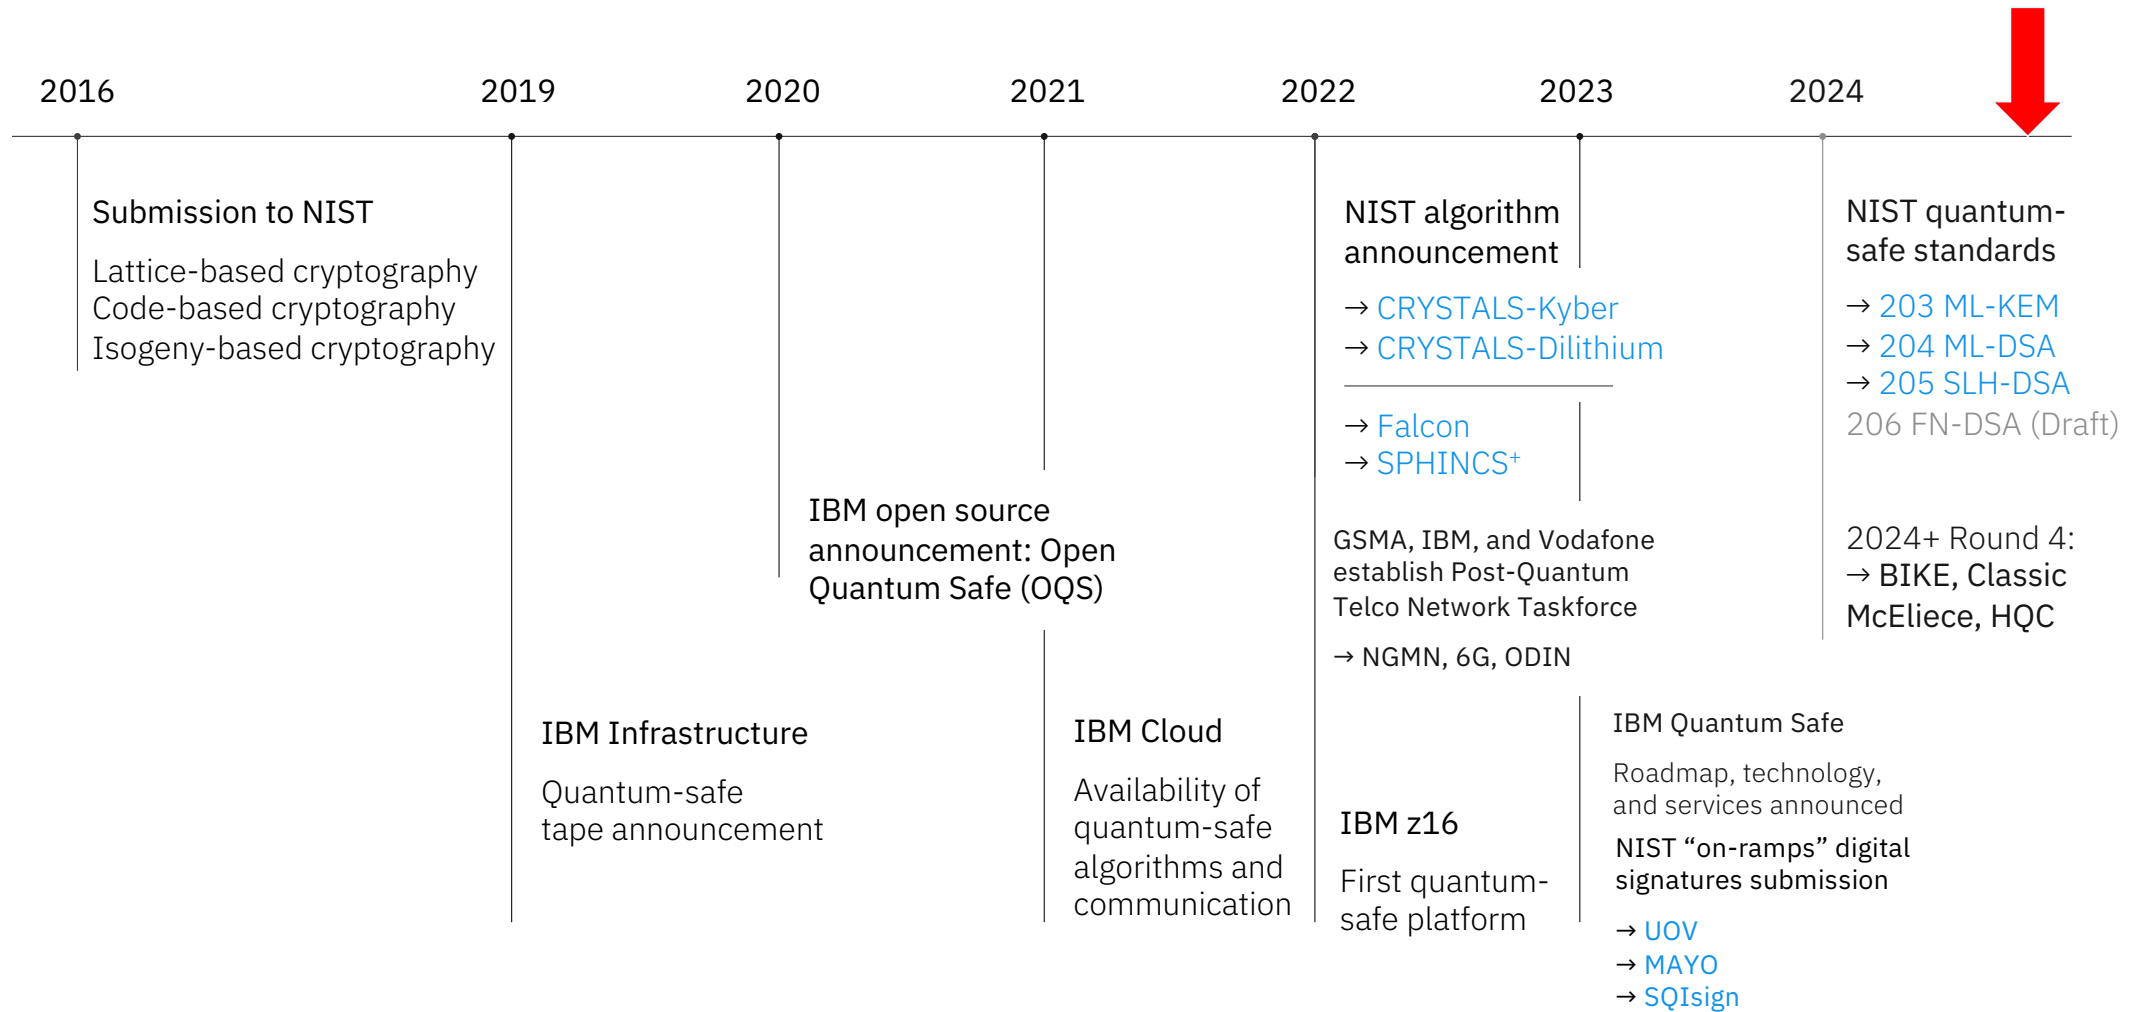 2016
2019
2020
2021
2022
2023
2024
Submission to NIST
Lattice-based cryptography
Code-based cryptography
Isogeny-based cryptography
IBM Infrastructure
Quantum-safe
tape announcement
IBM open source
announcement: Open
Quantum Safe (OQS)
IBM Cloud
Availability of
quantum-safe
algorithms and
communication
NIST algorithm
announcement
→ CRYSTALS-Kyber
→ CRYSTALS-Dilithium
→ Falcon
→ SPHINCS⁺
GSMA, IBM, and Vodafone
establish Post-Quantum
Telco Network Taskforce
→ NGMN, 6G, ODIN
IBM z16
First quantum-
safe platform
IBM Quantum Safe
Roadmap, technology,
and services announced
NIST “on-ramps” digital
signatures submission
→ UOV
→ MAYO
→ SQIsign
NIST quantum-
safe standards
→ 203 ML-KEM
→ 204 ML-DSA
→ 205 SLH-DSA
206 FN-DSA (Draft)
2024+ Round 4:
→ BIKE, Classic
McEliece, HQC